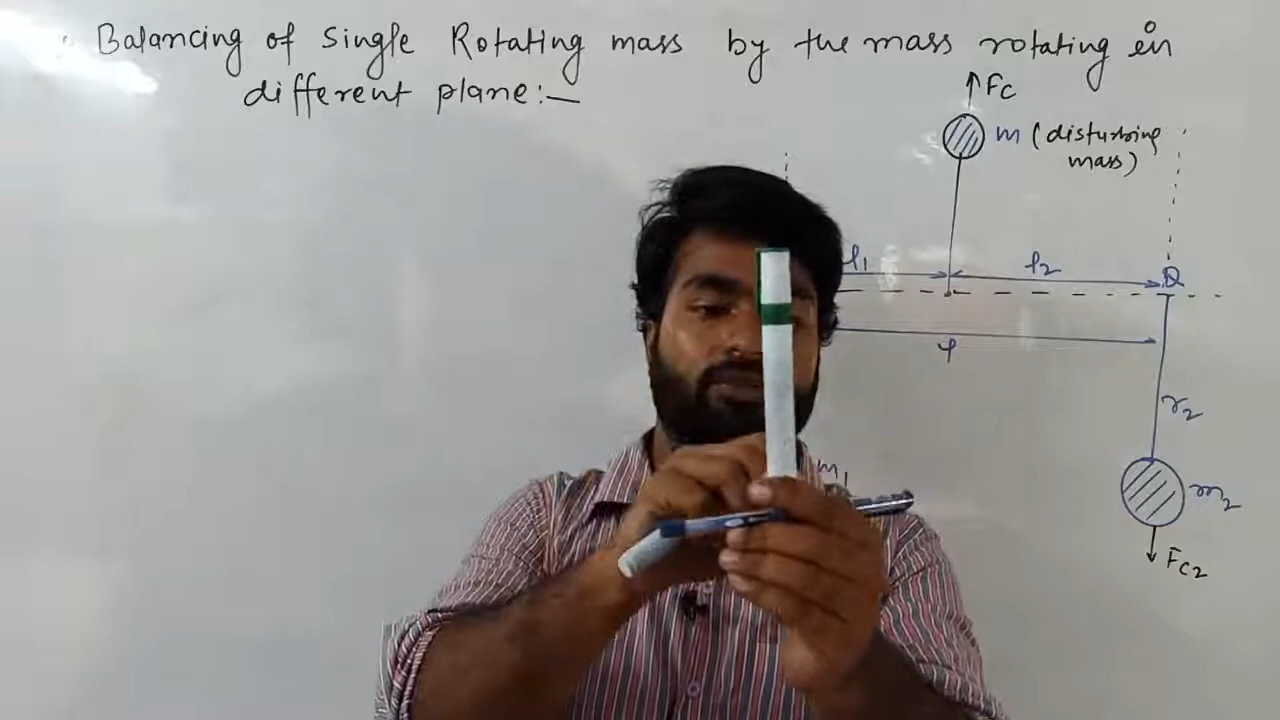 Balancing of Single Rotating mass by the mass rotating in
different plane:—
Fc
m (disturbing
mass)
l1
l2
Q
l
r2
m1
m2
Fc2